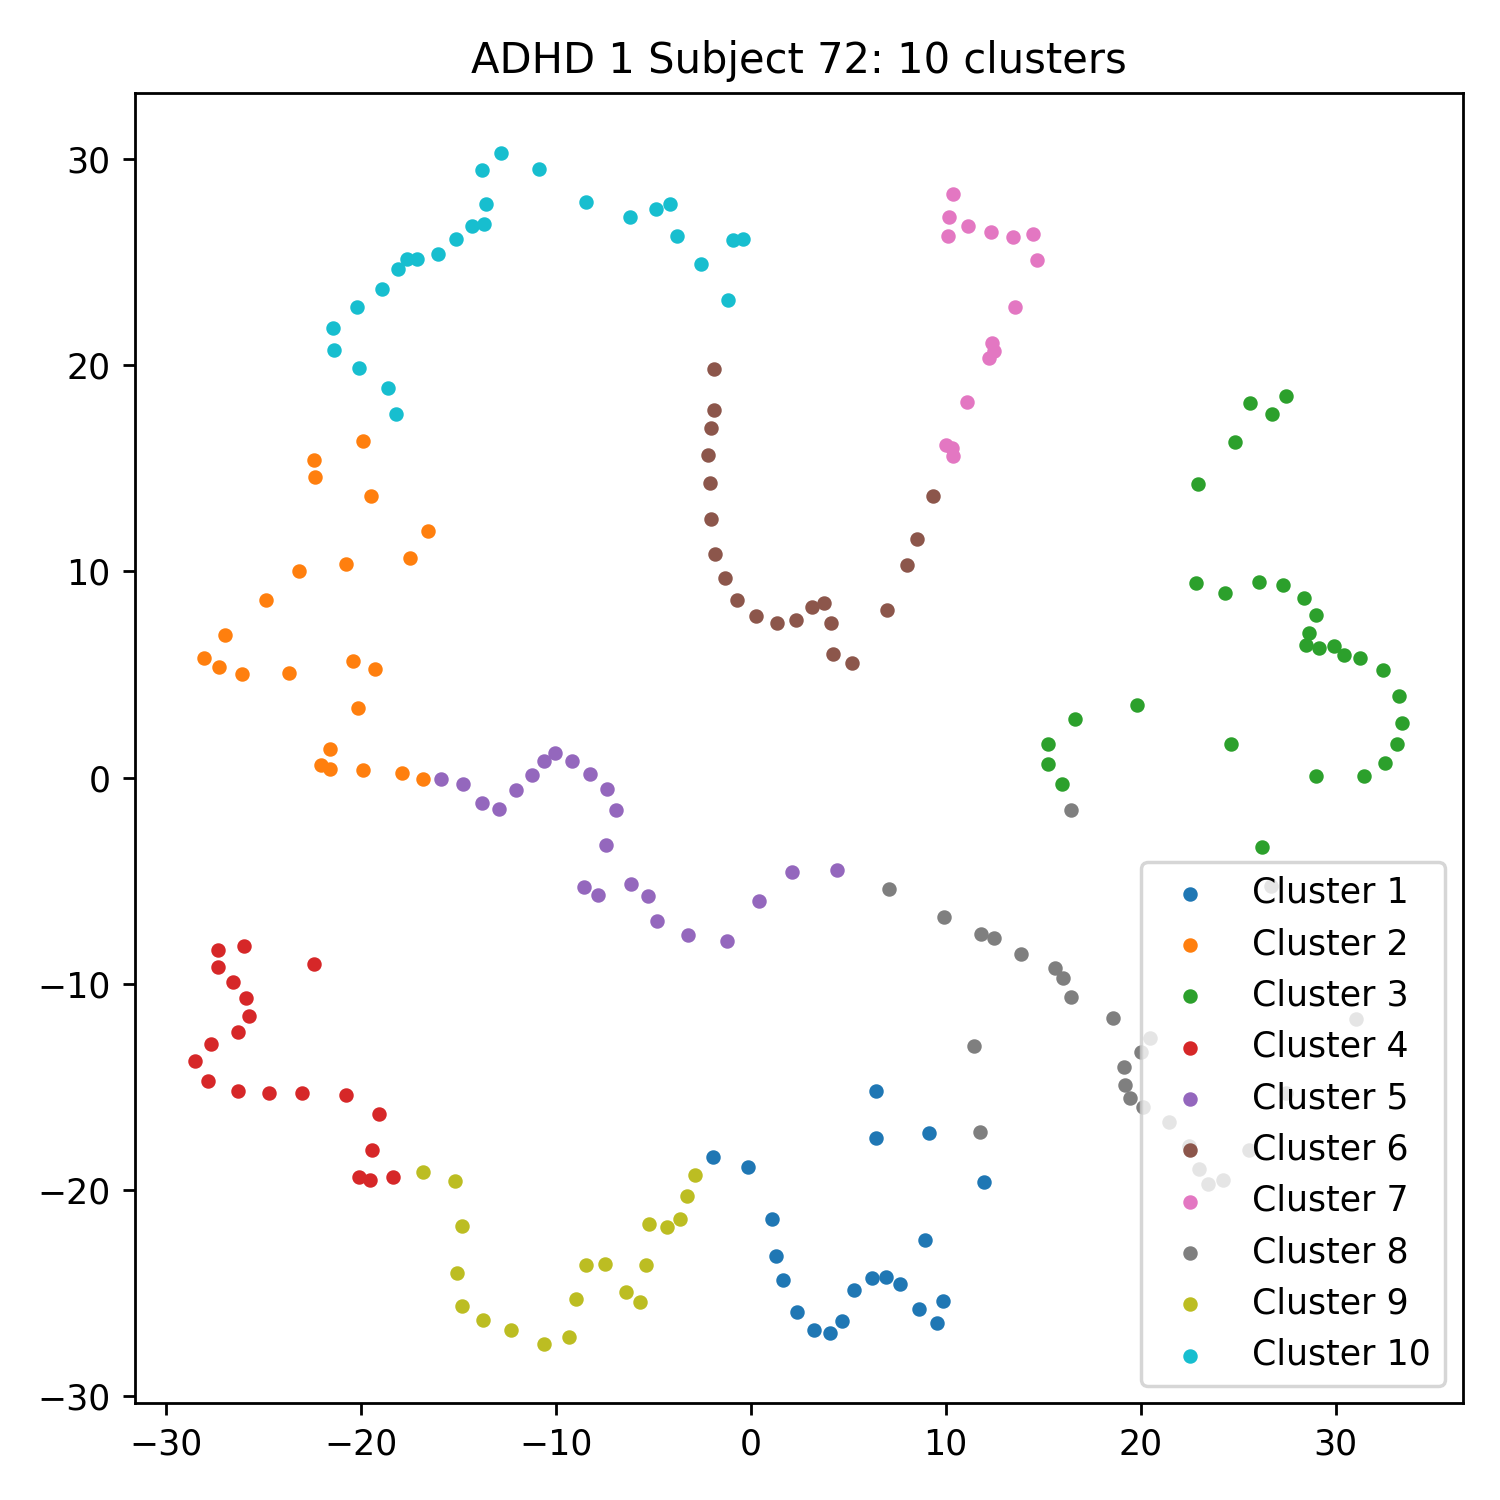 ADHD 1 Subject 72: 10 clusters
30
20
10
0
−10
−20
−30
−30 −20 −10 0 10 20 30
Cluster 1
Cluster 2
Cluster 3
Cluster 4
Cluster 5
Cluster 6
Cluster 7
Cluster 8
Cluster 9
Cluster 10